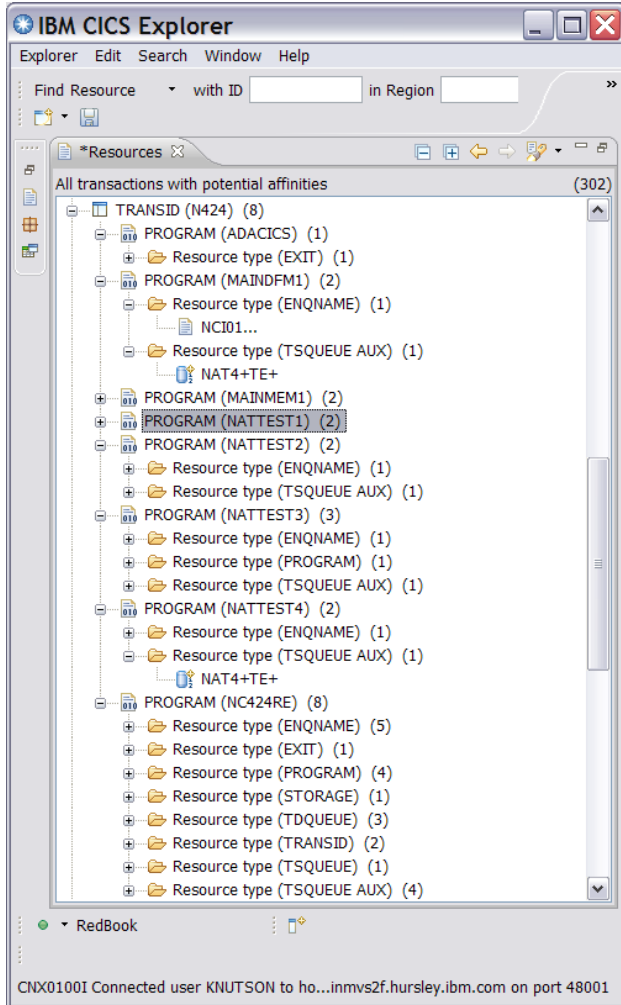 IBM CICS Explorer
Explorer Edit Search Window Help
Find Resource with ID in Region »
*Resources
All transactions with potential affinities (302)
TRANSID (N424) (8)
PROGRAM (ADACICS) (1)
Resource type (EXIT) (1)
PROGRAM (MAINDFM1) (2)
Resource type (ENQNAME) (1)
NCI01...
Resource type (TSQUEUE AUX) (1)
NAT4+TE+
PROGRAM (MAINMEM1) (2)
PROGRAM (NATTEST1) (2)
PROGRAM (NATTEST2) (2)
Resource type (ENQNAME) (1)
Resource type (TSQUEUE AUX) (1)
PROGRAM (NATTEST3) (3)
Resource type (ENQNAME) (1)
Resource type (PROGRAM) (1)
Resource type (TSQUEUE AUX) (1)
PROGRAM (NATTEST4) (2)
Resource type (ENQNAME) (1)
Resource type (TSQUEUE AUX) (1)
NAT4+TE+
PROGRAM (NC424RE) (8)
Resource type (ENQNAME) (5)
Resource type (EXIT) (1)
Resource type (PROGRAM) (4)
Resource type (STORAGE) (1)
Resource type (TDQUEUE) (3)
Resource type (TRANSID) (2)
Resource type (TSQUEUE) (1)
Resource type (TSQUEUE AUX) (4)
RedBook
CNX0100I Connected user KNUTSON to ho...inmvs2f.hursley.ibm.com on port 48001